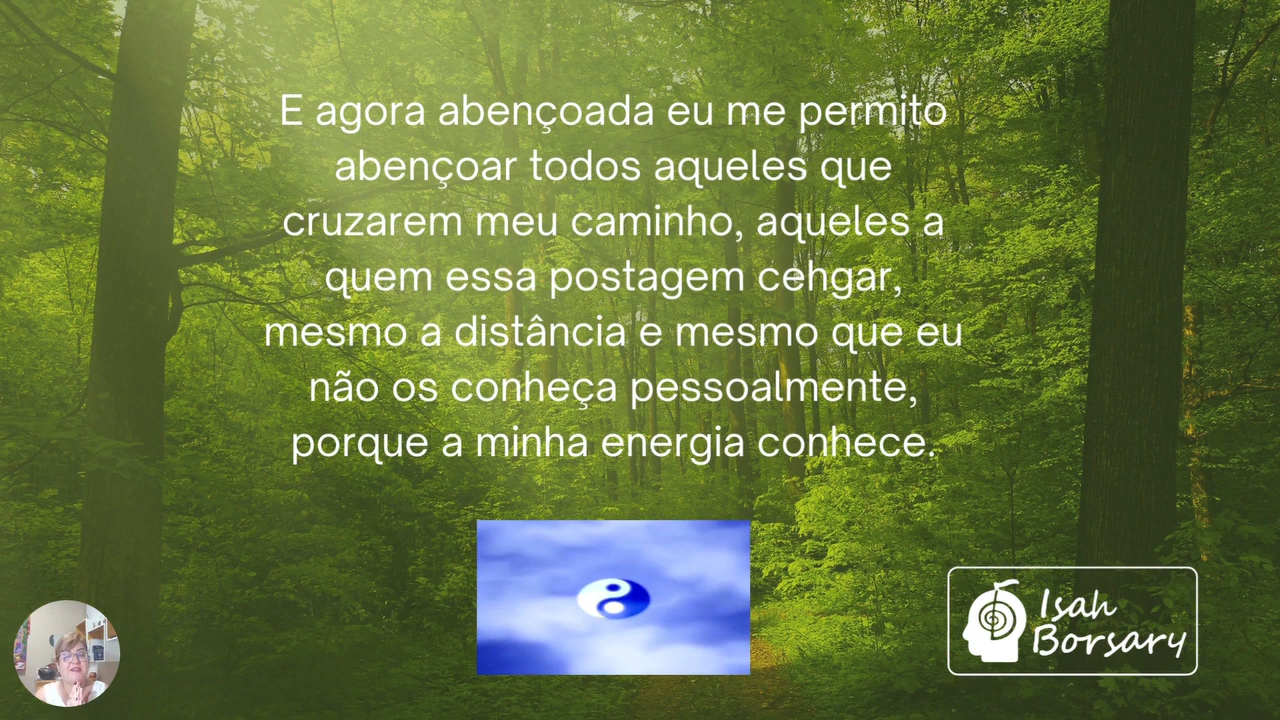 E agora abençoada eu me permito
abençoar todos aqueles que
cruzarem meu caminho, aqueles a
quem essa postagem cehgar,
mesmo a distância e mesmo que eu
não os conheça pessoalmente,
porque a minha energia conhece.
Isah
Borsary